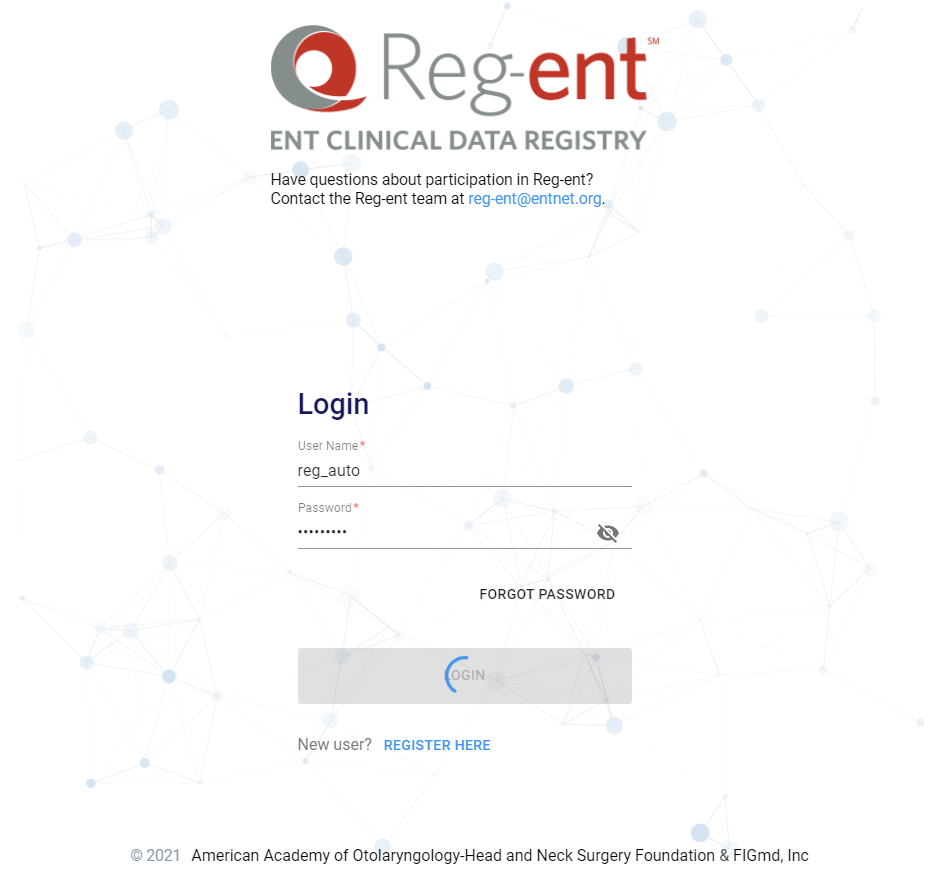 Reg-ent SM
ENT CLINICAL DATA REGISTRY
Have questions about participation in Reg-ent?
Contact the Reg-ent team at reg-ent@entnet.org.
Login
User Name*
reg_auto
Password*
•••••••••
FORGOT PASSWORD
LOGIN
New user? REGISTER HERE
© 2021 American Academy of Otolaryngology-Head and Neck Surgery Foundation & FIGmd, Inc